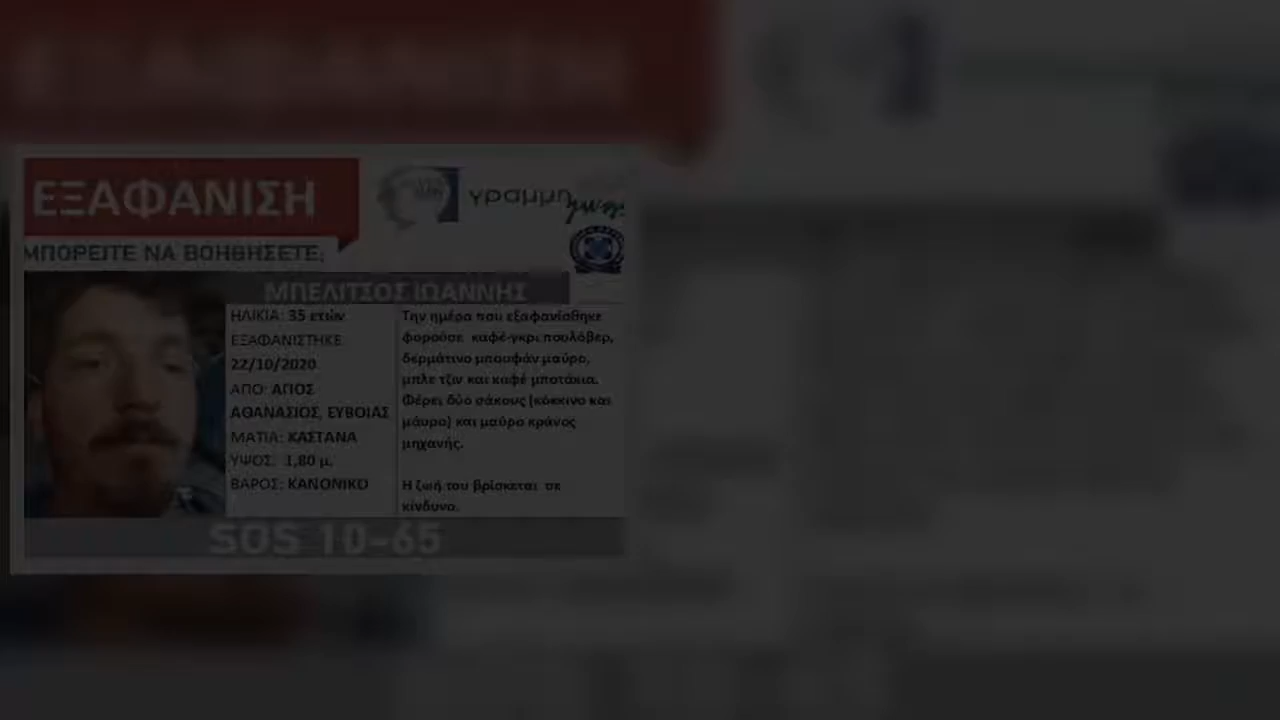 ΕΞΑΦΑΝΙΣΗ
γραμμη
ΜΠΟΡΕΙΤΕ ΝΑ ΒΟΗΘΗΣΕΤΕ;
ΜΠΕΛΙΤΣΟΣ ΙΩΑΝΝΗΣ
ΗΛΙΚΙΑ: 35 ετών
ΕΞΑΦΑΝΙΣΤΗΚΕ
22/10/2020
ΑΠΟ: ΑΓΙΟΣ
ΑΘΑΝΑΣΙΟΣ, ΕΥΒΟΙΑΣ
ΜΑΤΙΑ: ΚΑΣΤΑΝΑ
ΥΨΟΣ: 1,80 μ.
ΒΑΡΟΣ: ΚΑΝΟΝΙΚΟ
Την ημέρα που εξαφανίσθηκε
φορούσε καφέ-γκρι πουλόβερ,
δερμάτινο μπουφάν μαύρο,
μπλε τζιν και καφέ μποτάκια.
Φέρει δύο σάκους (κόκκινο και
μαύρο) και μαύρο κράνος
μηχανής.
Η ζωή του βρίσκεται σε
κίνδυνο.
SOS 10-65